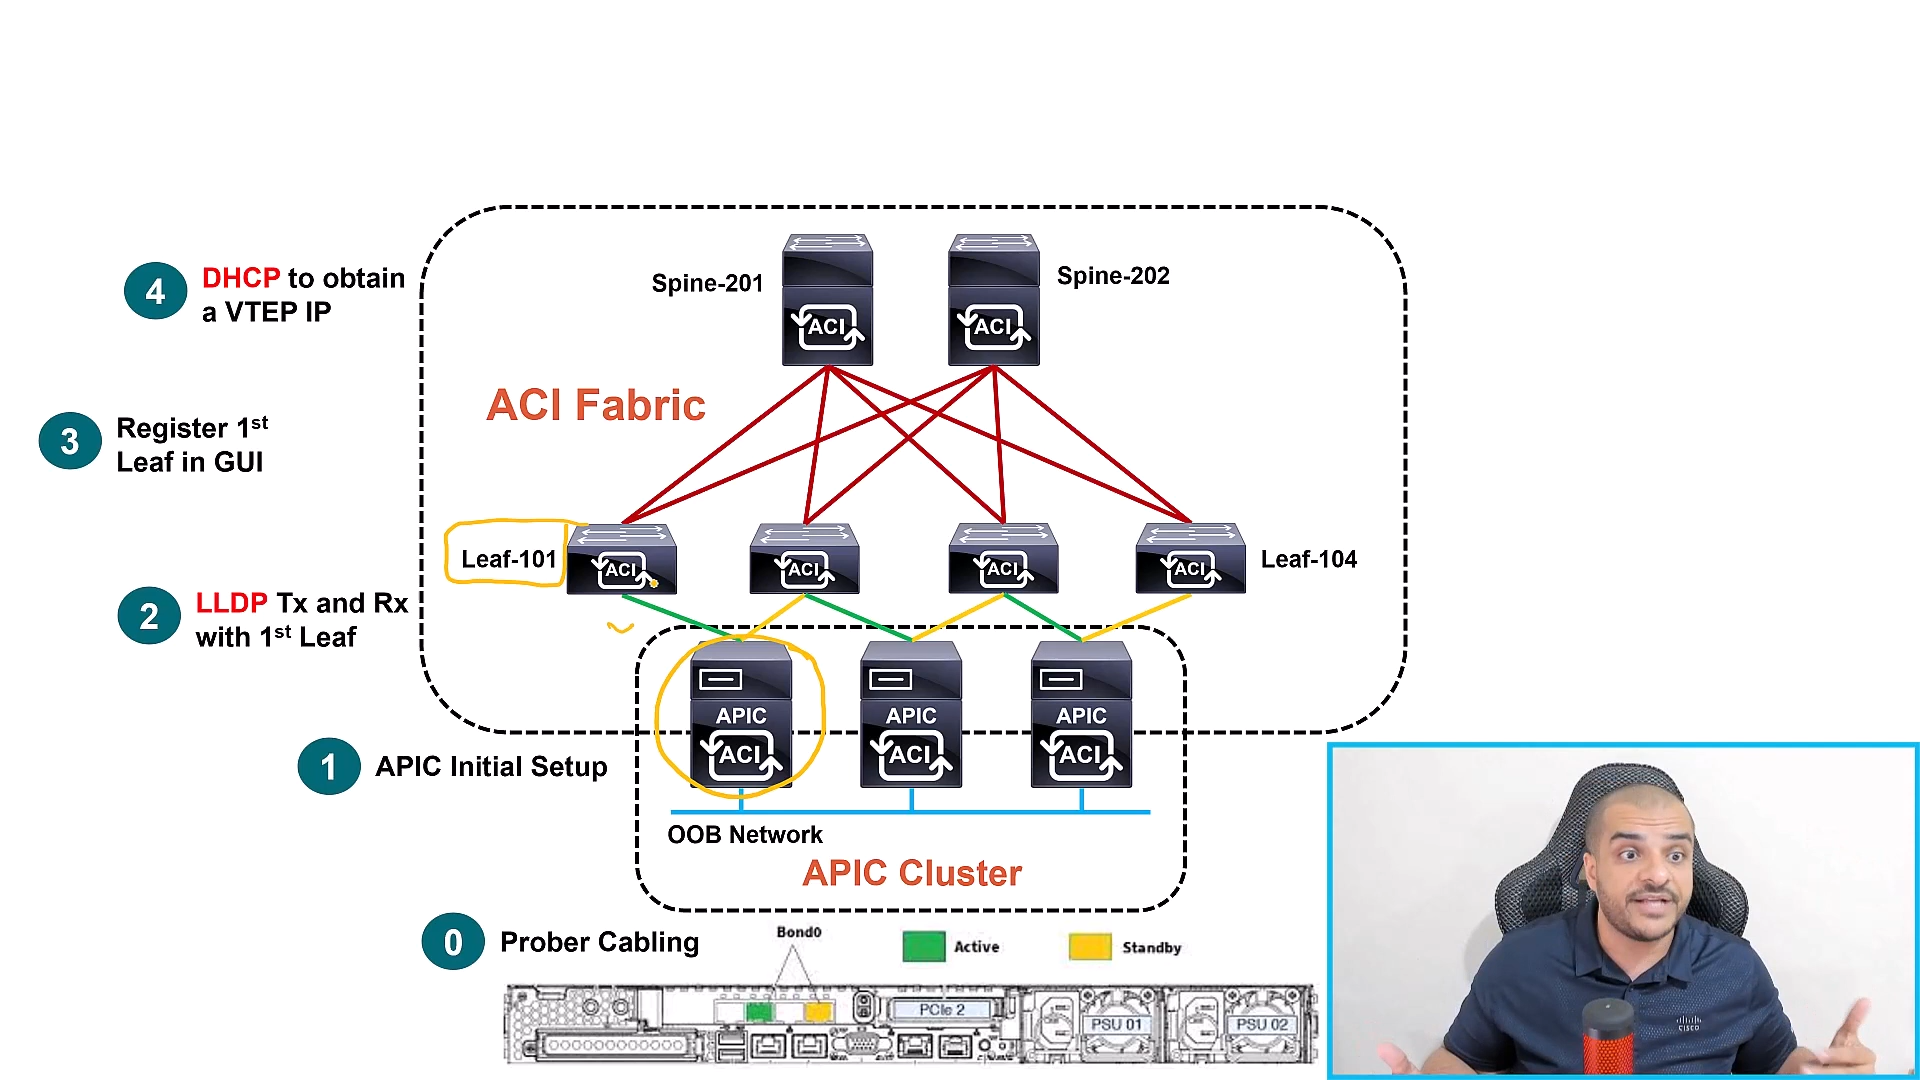 Spine-201
Spine-202
ACI
ACI
4
DHCP to obtain
a VTEP IP
ACI Fabric
3
Register 1st
Leaf in GUI
Leaf-101
ACI
ACI
ACI
ACI
Leaf-104
2
LLDP Tx and Rx
with 1st Leaf
APIC
ACI
APIC
ACI
APIC
ACI
1
APIC Initial Setup
OOB Network
APIC Cluster
0
Prober Cabling
Bond0
Active
Standby
PCIe 2
PSU 01
PSU 02
CISCO